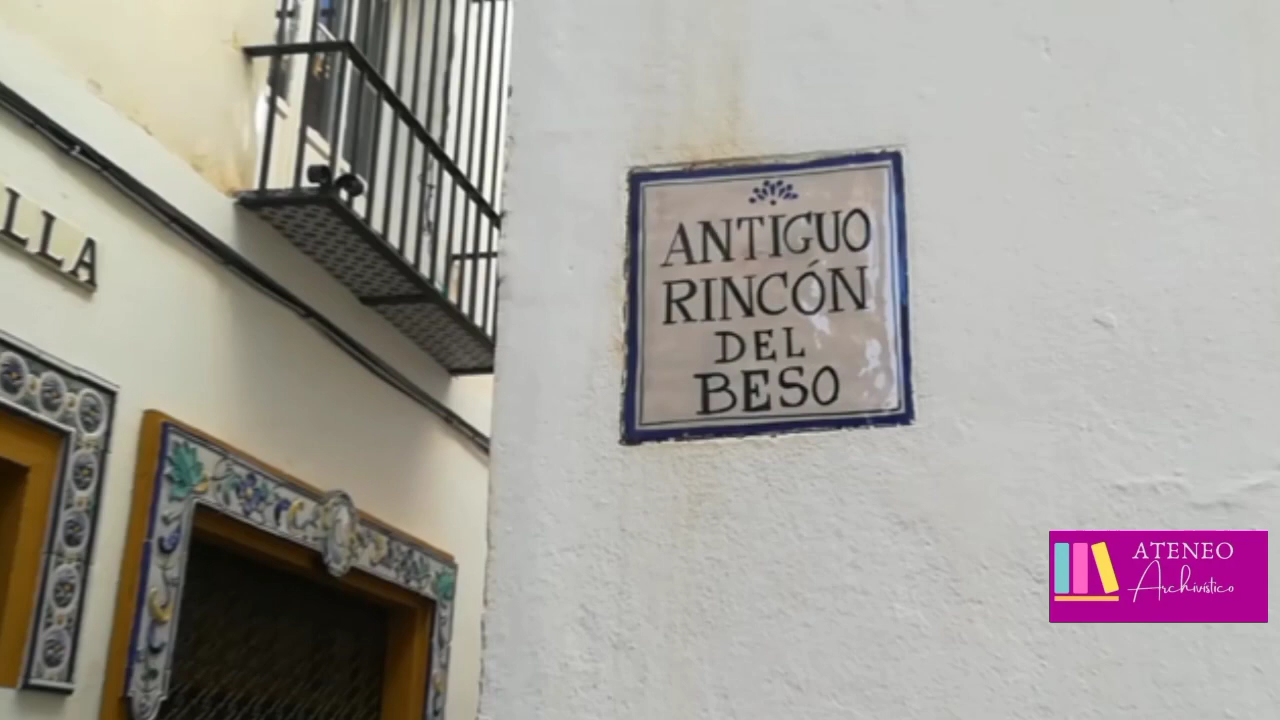 LLA
ANTIGUO
RINCÓN
DEL
BESO
ATENEO
Archivístico